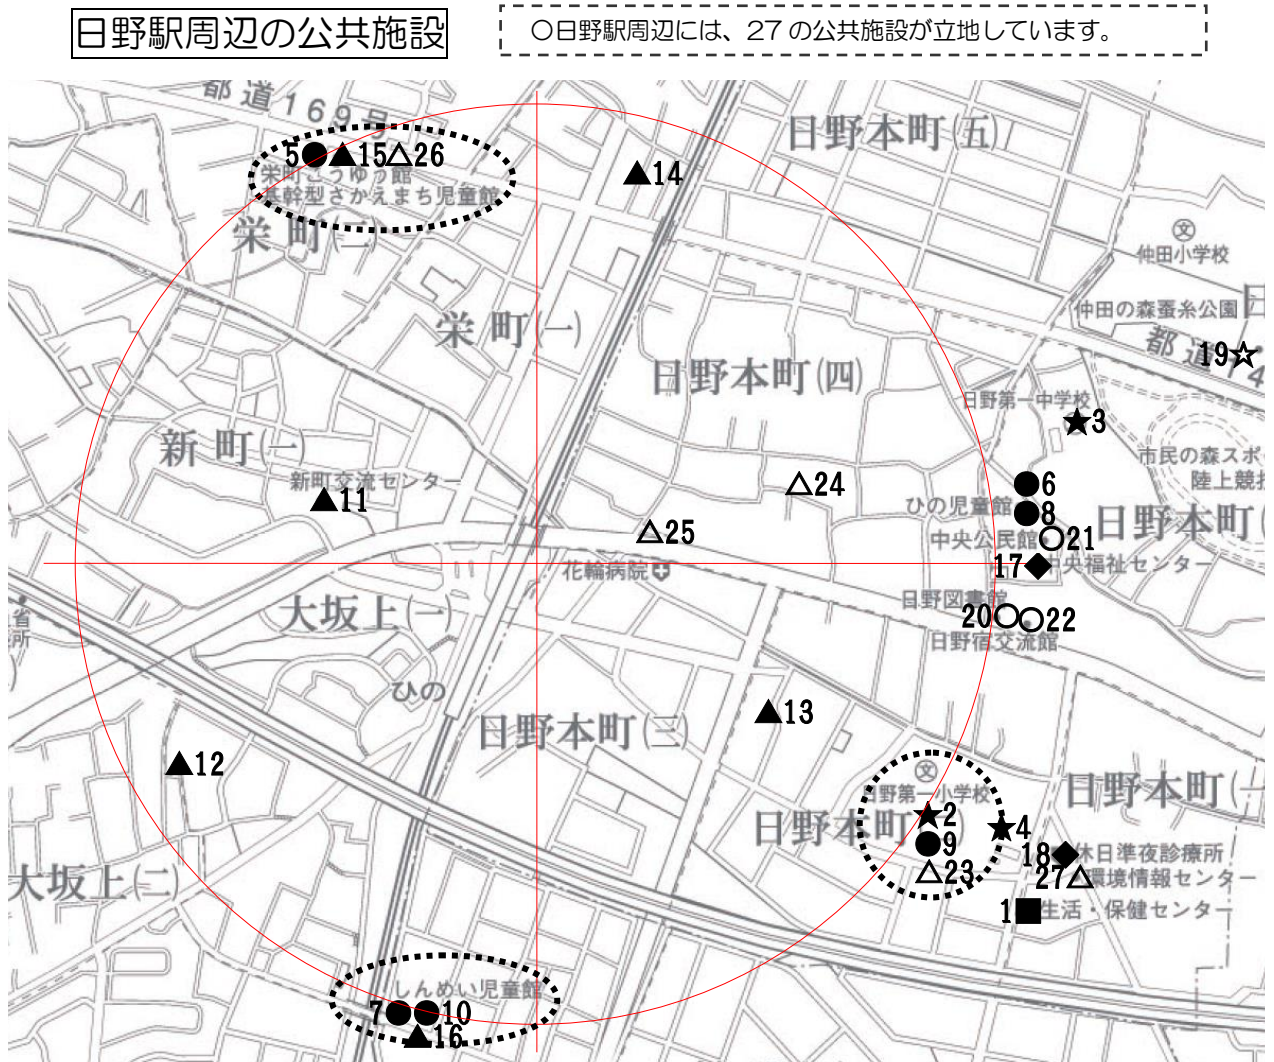 日野駅周辺の公共施設
○日野駅周辺には、27 の公共施設が立地しています。
都道169号
日野本町(五)
5 15 26
14
栄町こうゆう館
基幹型さかえまち児童館
栄町(二)
仲田小学校
仲田の森蚕糸公園
栄町(一)
都道
19
日野本町(四)
日野第一中学校
3
新町(一)
新町交流センター
11
24
市民の森スポ
陸上競技
6
ひの児童館
8
日野本町(
25
中央公民館
21
花輪病院
17
中央福祉センター
大坂上(一)
日野図書館
20 22
日野宿交流館
省
所
ひの
日野本町(三)
13
12
日野第一小学校
日野本町(一
2
日野本町
4
9
18
休日準夜診療所
大坂上(二)
23
27
環境情報センター
1
生活・保健センター
しんめい児童館
7 10
16